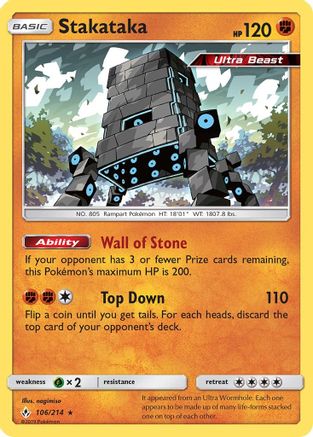 BASIC Stakataka HP 120
Ultra Beast
NO. 805 Rampart Pokémon HT: 18'01" WT: 1807.8 lbs.
Ability Wall of Stone
If your opponent has 3 or fewer Prize cards remaining,
this Pokémon's maximum HP is 200.
Top Down 110
Flip a coin until you get tails. For each heads, discard the
top card of your opponent's deck.
weakness ×2 resistance retreat
Illus. nagimiso
106/214
©2019 Pokémon
It appeared from an Ultra Wormhole. Each one
appears to be made up of many life-forms stacked
one on top of another.